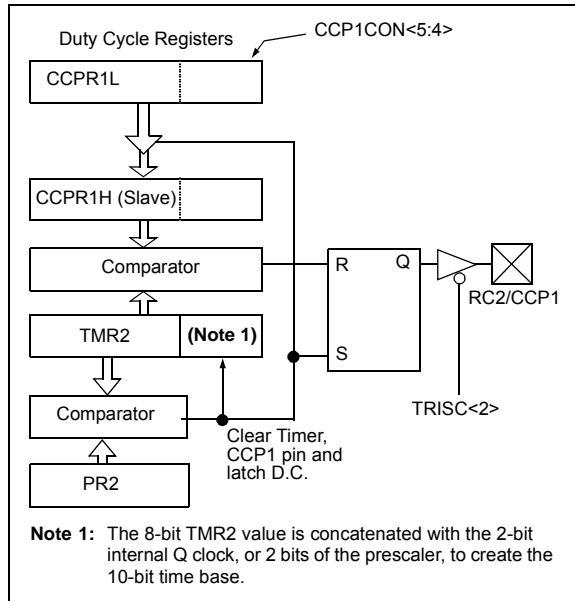 Duty Cycle Registers
CCP1CON<5:4>
CCPR1L
CCPR1H (Slave)
Comparator
R
Q
RC2/CCP1
TMR2
(Note 1)
S
TRISC<2>
Comparator
Clear Timer,
CCP1 pin and
latch D.C.
PR2
Note 1: The 8-bit TMR2 value is concatenated with the 2-bit
internal Q clock, or 2 bits of the prescaler, to create the
10-bit time base.